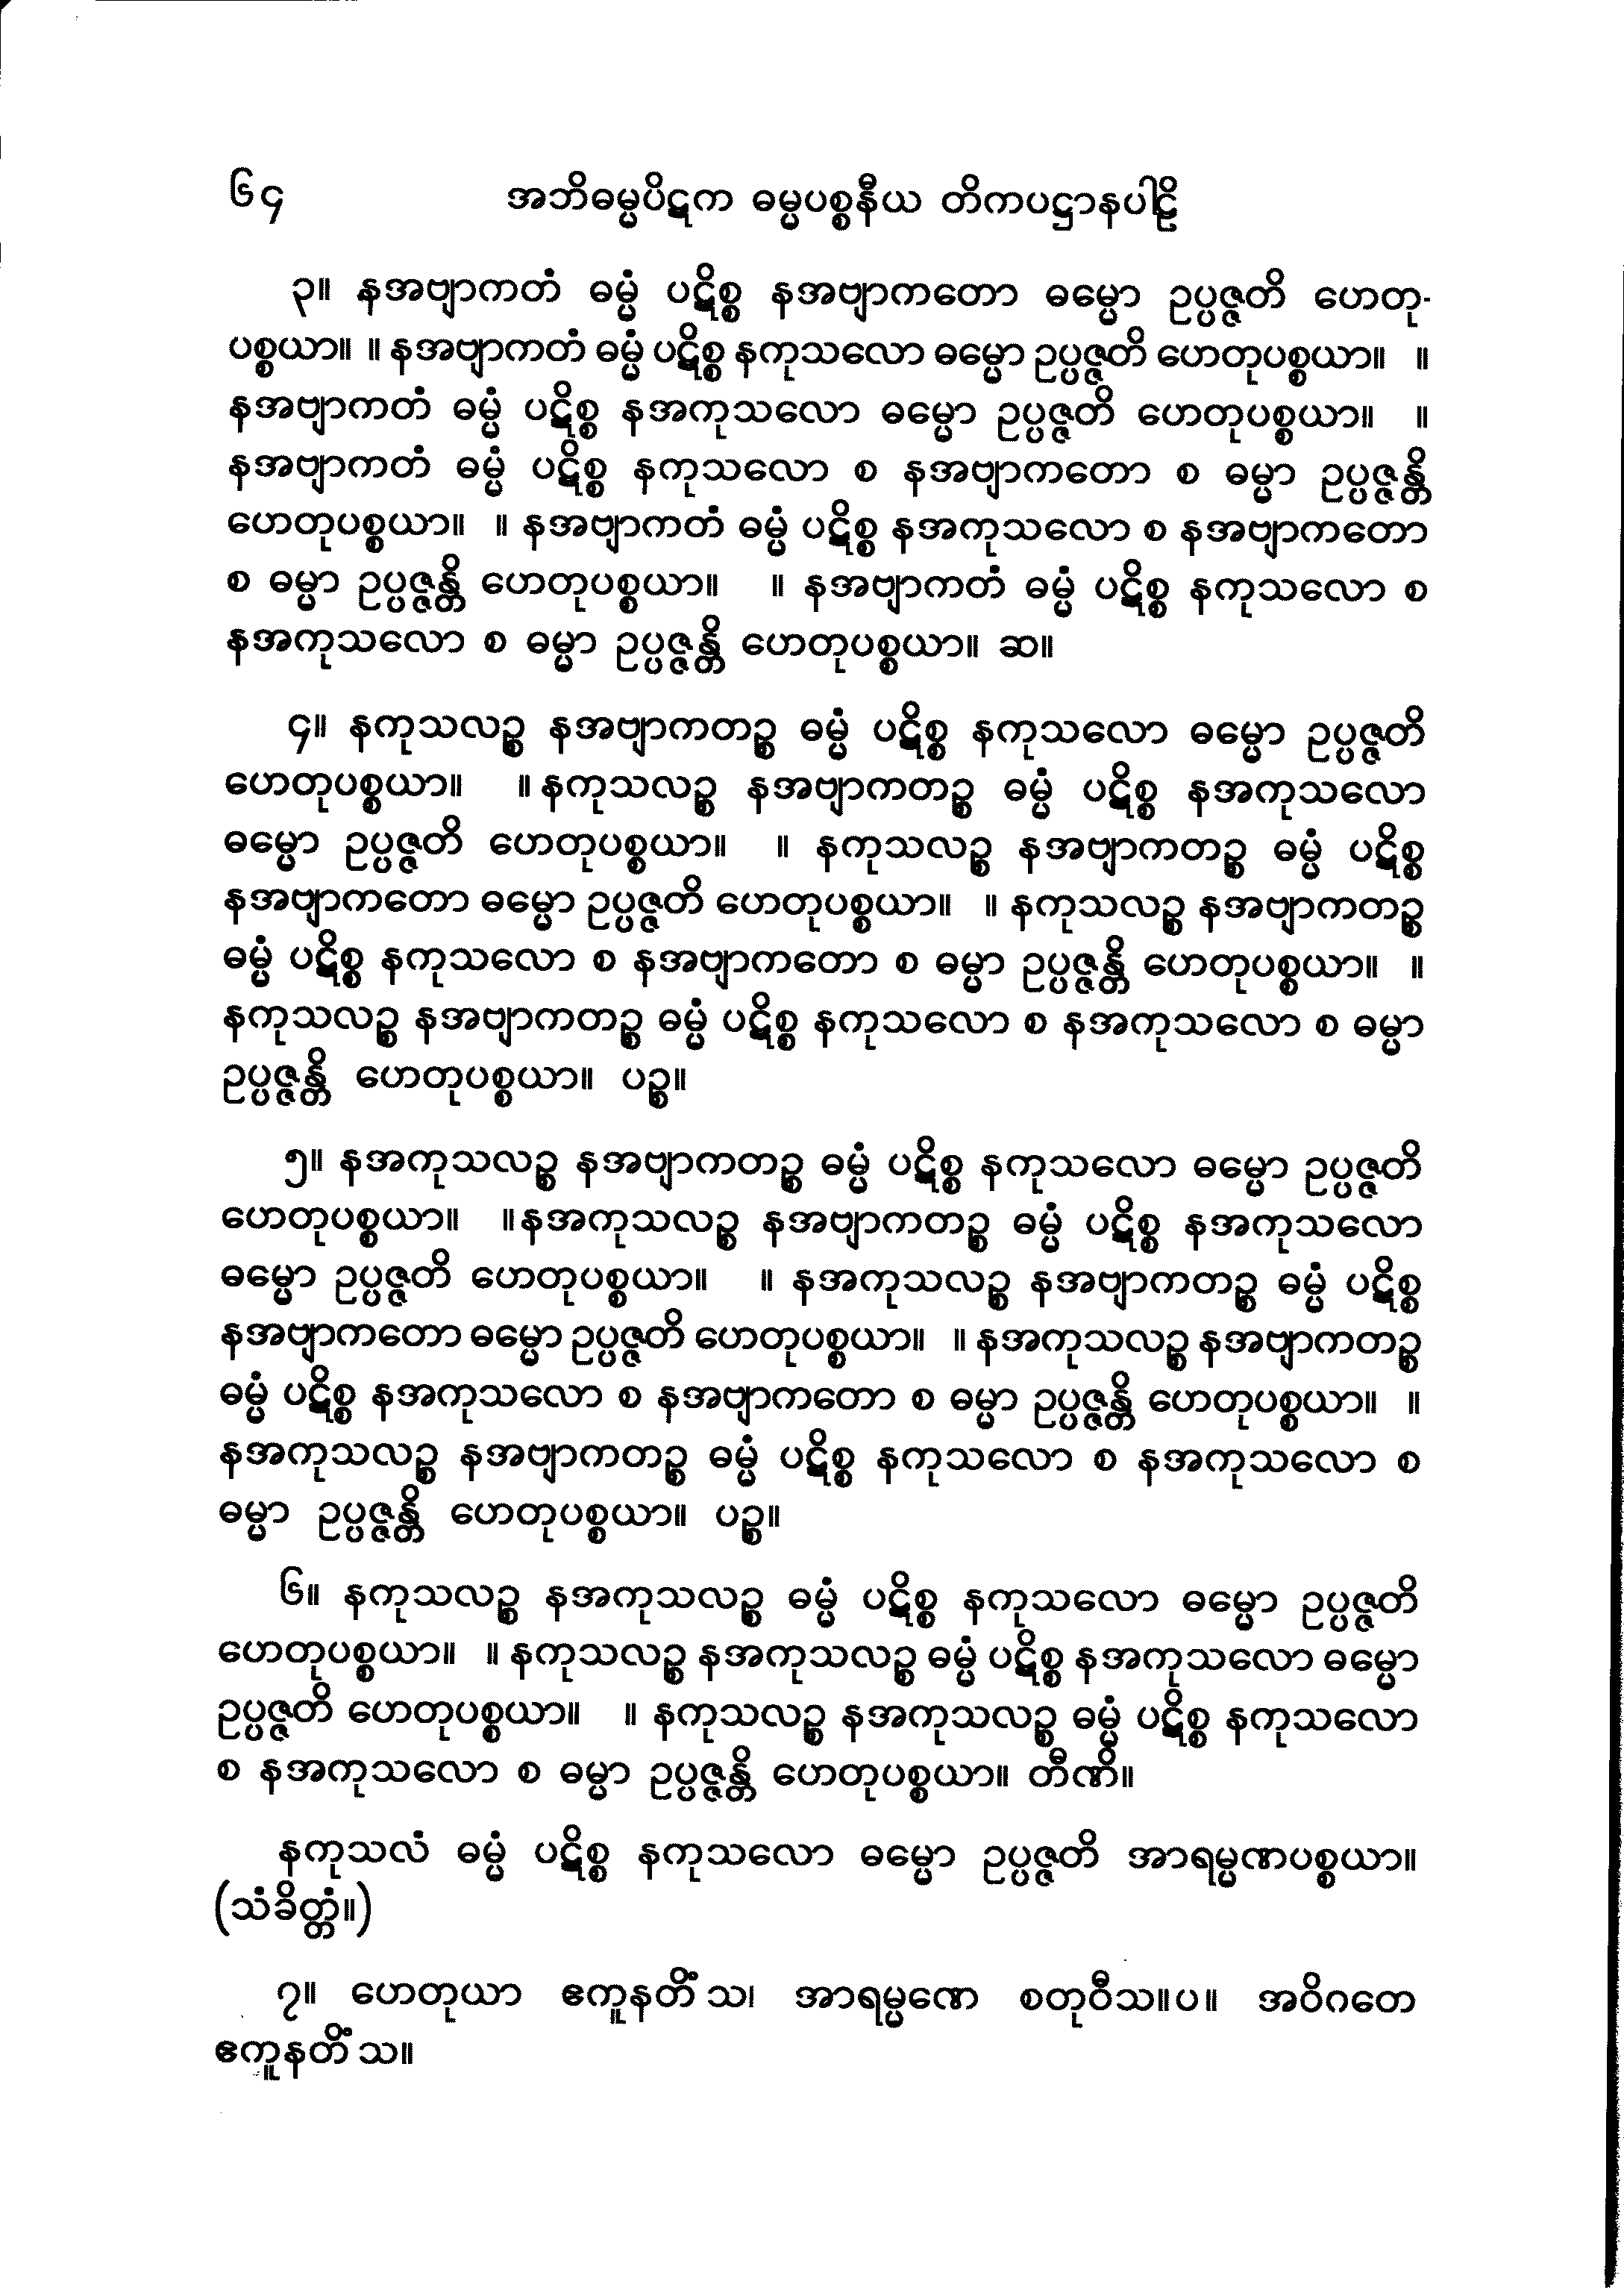 ၆၄ အဘိဓမ္မပိဋက ဓမ္မပစ္စနီယ တိကပဋ္ဌာနပါဠိ
၃။ နအဗျာကတံ ဓမ္မံ ပဋိစ္စ နအဗျာကတော ဓမ္မော ဥပ္ပဇ္ဇတိ ဟေတု-
ပစ္စယာ။ ။ နအဗျာကတံ ဓမ္မံ ပဋိစ္စ နကုသလော ဓမ္မော ဥပ္ပဇ္ဇတိ ဟေတုပစ္စယာ။ ။
နအဗျာကတံ ဓမ္မံ ပဋိစ္စ နအကုသလော ဓမ္မော ဥပ္ပဇ္ဇတိ ဟေတုပစ္စယာ။ ။
နအဗျာကတံ ဓမ္မံ ပဋိစ္စ နကုသလော စ နအဗျာကတော စ ဓမ္မာ ဥပ္ပဇ္ဇန္တိ
ဟေတုပစ္စယာ။ ။ နအဗျာကတံ ဓမ္မံ ပဋိစ္စ နအကုသလော စ နအဗျာကတော
စ ဓမ္မာ ဥပ္ပဇ္ဇန္တိ ဟေတုပစ္စယာ။ ။ နအဗျာကတံ ဓမ္မံ ပဋိစ္စ နကုသလော စ
နအကုသလော စ ဓမ္မာ ဥပ္ပဇ္ဇန္တိ ဟေတုပစ္စယာ။ ဆ။
၄။ နကုသလဉ္စ နအဗျာကတဉ္စ ဓမ္မံ ပဋိစ္စ နကုသလော ဓမ္မော ဥပ္ပဇ္ဇတိ
ဟေတုပစ္စယာ။ ။ နကုသလဉ္စ နအဗျာကတဉ္စ ဓမ္မံ ပဋိစ္စ နအကုသလော
ဓမ္မော ဥပ္ပဇ္ဇတိ ဟေတုပစ္စယာ။ ။ နကုသလဉ္စ နအဗျာကတဉ္စ ဓမ္မံ ပဋိစ္စ
နအဗျာကတော ဓမ္မော ဥပ္ပဇ္ဇတိ ဟေတုပစ္စယာ။ ။ နကုသလဉ္စ နအဗျာကတဉ္စ
ဓမ္မံ ပဋိစ္စ နကုသလော စ နအဗျာကတော စ ဓမ္မာ ဥပ္ပဇ္ဇန္တိ ဟေတုပစ္စယာ။ ။
နကုသလဉ္စ နအဗျာကတဉ္စ ဓမ္မံ ပဋိစ္စ နကုသလော စ နအကုသလော စ ဓမ္မာ
ဥပ္ပဇ္ဇန္တိ ဟေတုပစ္စယာ။ ပဉ္စ။
၅။ နအကုသလဉ္စ နအဗျာကတဉ္စ ဓမ္မံ ပဋိစ္စ နကုသလော ဓမ္မော ဥပ္ပဇ္ဇတိ
ဟေတုပစ္စယာ။ ။နအကုသလဉ္စ နအဗျာကတဉ္စ ဓမ္မံ ပဋိစ္စ နအကုသလော
ဓမ္မော ဥပ္ပဇ္ဇတိ ဟေတုပစ္စယာ။ ။ နအကုသလဉ္စ နအဗျာကတဉ္စ ဓမ္မံ ပဋိစ္စ
နအဗျာကတော ဓမ္မော ဥပ္ပဇ္ဇတိ ဟေတုပစ္စယာ။ ။ နအကုသလဉ္စ နအဗျာကတဉ္စ
ဓမ္မံ ပဋိစ္စ နအကုသလော စ နအဗျာကတော စ ဓမ္မာ ဥပ္ပဇ္ဇန္တိ ဟေတုပစ္စယာ။ ။
နအကုသလဉ္စ နအဗျာကတဉ္စ ဓမ္မံ ပဋိစ္စ နကုသလော စ နအကုသလော စ
ဓမ္မာ ဥပ္ပဇ္ဇန္တိ ဟေတုပစ္စယာ။ ပဉ္စ။
၆။ နကုသလဉ္စ နအကုသလဉ္စ ဓမ္မံ ပဋိစ္စ နကုသလော ဓမ္မော ဥပ္ပဇ္ဇတိ
ဟေတုပစ္စယာ။ ။ နကုသလဉ္စ နအကုသလဉ္စ ဓမ္မံ ပဋိစ္စ နအကုသလော ဓမ္မော
ဥပ္ပဇ္ဇတိ ဟေတုပစ္စယာ။ ။ နကုသလဉ္စ နအကုသလဉ္စ ဓမ္မံ ပဋိစ္စ နကုသလော
စ နအကုသလော စ ဓမ္မာ ဥပ္ပဇ္ဇန္တိ ဟေတုပစ္စယာ။ တီဏိ။
နကုသလံ ဓမ္မံ ပဋိစ္စ နကုသလော ဓမ္မော ဥပ္ပဇ္ဇတိ အာရမ္မဏပစ္စယာ။
(သံခိတ္တံ။)
၇။ ဟေတုယာ ဧကူနတိံသ၊ အာရမ္မဏေ စတုဝီသ။ပ။ အဝိဂတေ
ဧကူနတိံသ။